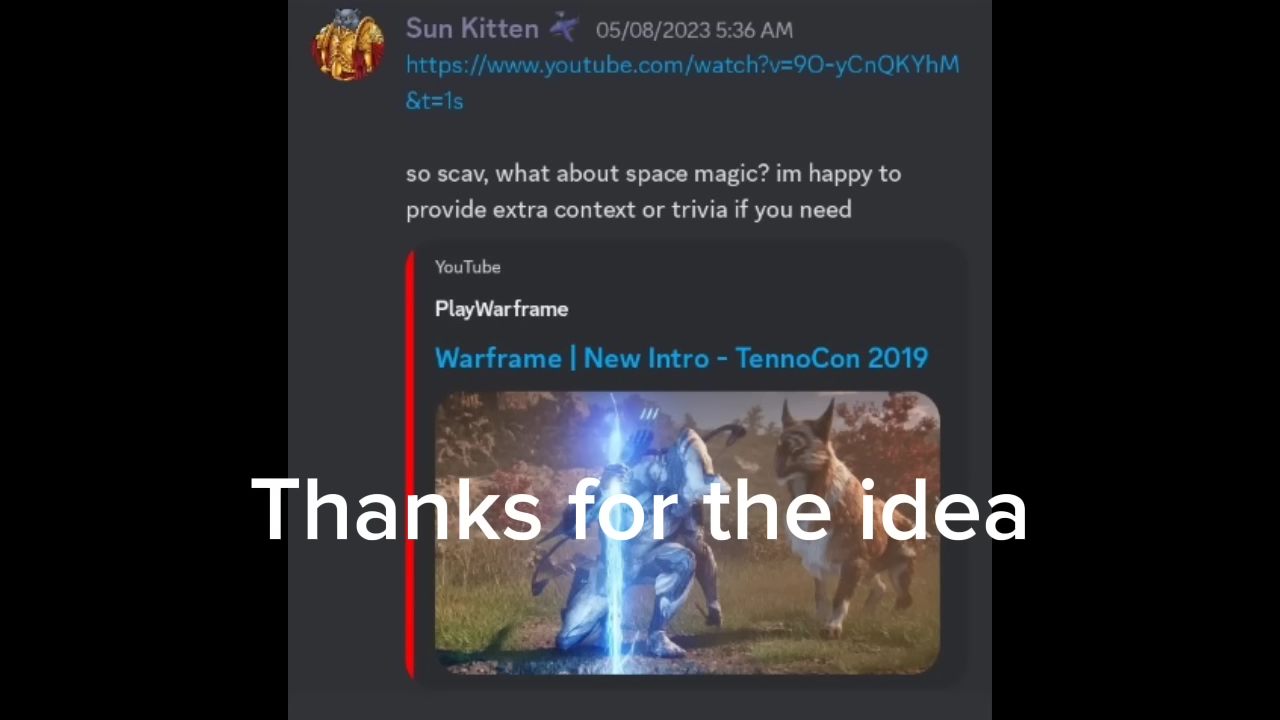 Sun Kitten 05/08/2023 5:36 AM
https://www.youtube.com/watch?v=9O-yCnQKYhM
&t=1s
so scav, what about space magic? im happy to
provide extra context or trivia if you need
YouTube
PlayWarframe
Warframe | New Intro - TennoCon 2019
Thanks for the idea